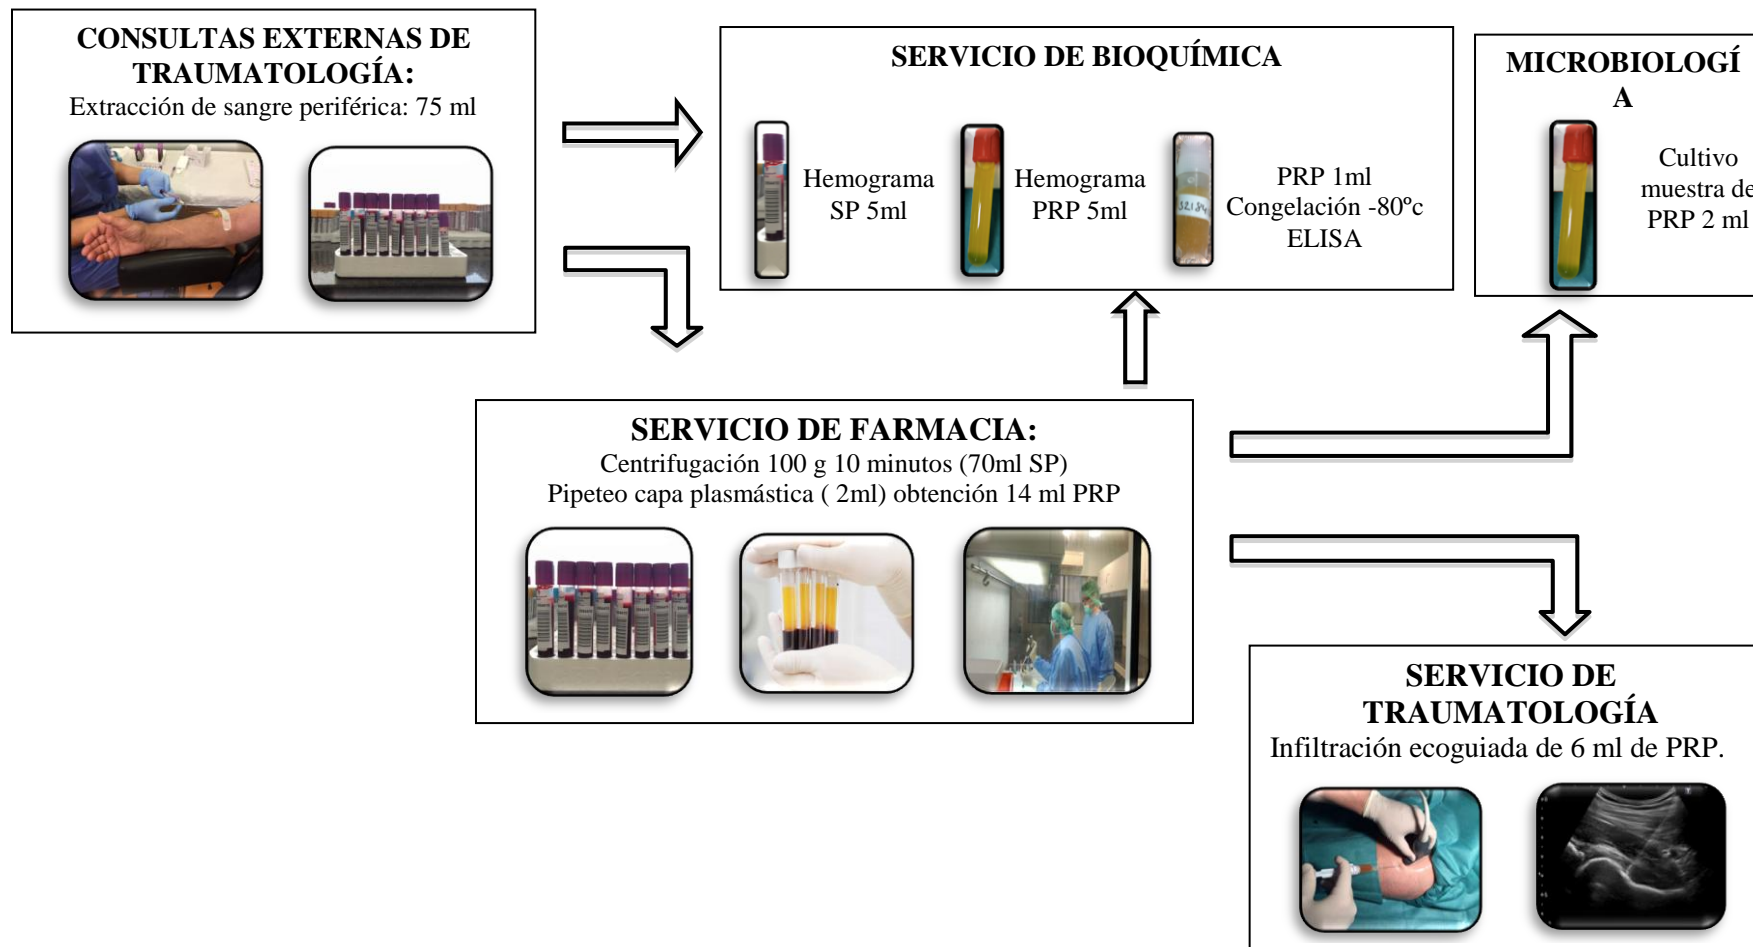 CONSULTAS EXTERNAS DE
TRAUMATOLOGÍA:
Extracción de sangre periférica: 75 ml
SERVICIO DE BIOQUÍMICA
Hemograma
SP 5ml
Hemograma
PRP 5ml
PRP 1ml
Congelación -80ºc
ELISA
MICROBIOLOGÍ
A
Cultivo
muestra de
PRP 2 ml
SERVICIO DE FARMACIA:
Centrifugación 100 g 10 minutos (70ml SP)
Pipeteo capa plasmástica ( 2ml) obtención 14 ml PRP
SERVICIO DE
TRAUMATOLOGÍA
Infiltración ecoguiada de 6 ml de PRP.